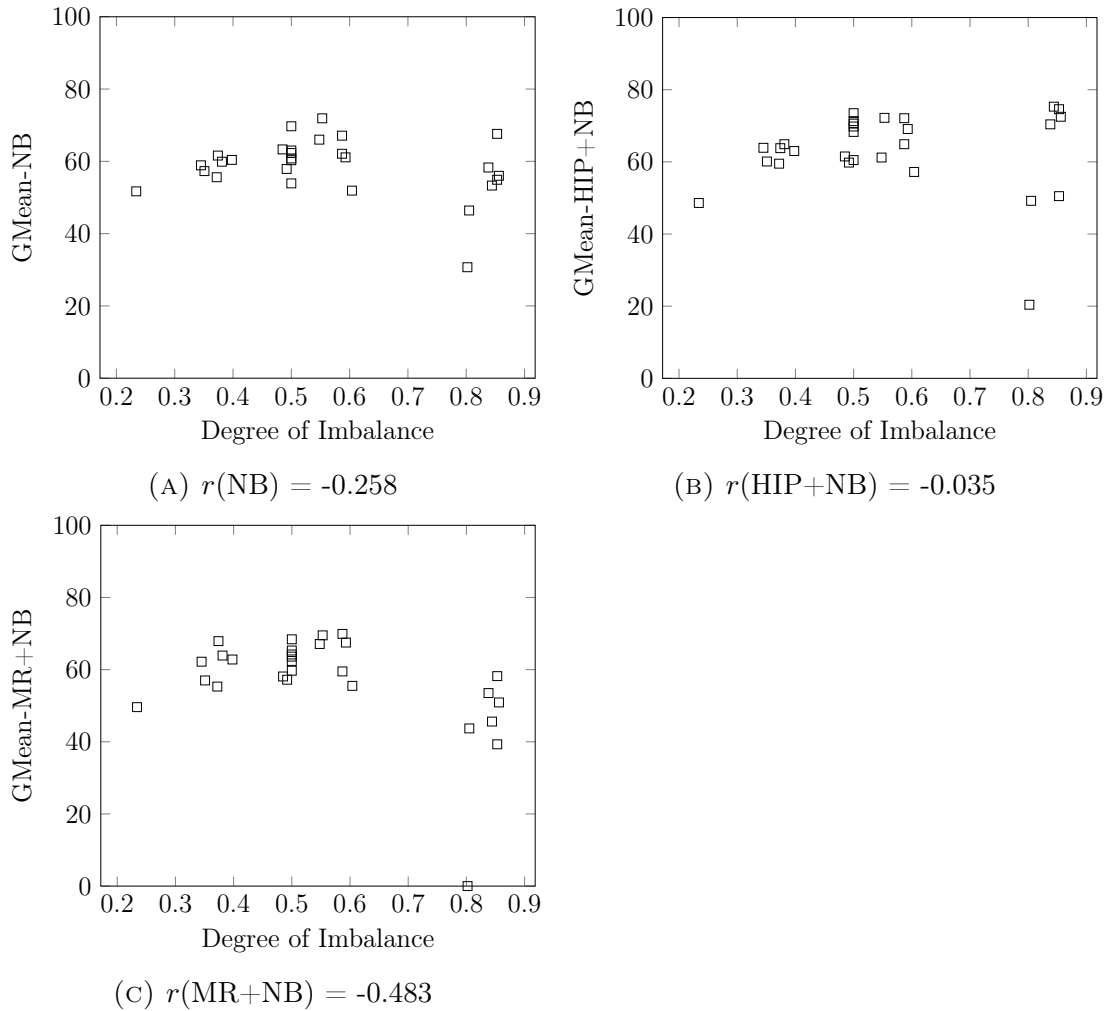 100
80
60
40
20
0
GMean-NB
0.2 0.3 0.4 0.5 0.6 0.7 0.8 0.9
Degree of Imbalance
(A) r(NB) = -0.258
100
80
60
40
20
0
GMean-HIP+NB
0.2 0.3 0.4 0.5 0.6 0.7 0.8 0.9
Degree of Imbalance
(B) r(HIP+NB) = -0.035
100
80
60
40
20
0
GMean-MR+NB
0.2 0.3 0.4 0.5 0.6 0.7 0.8 0.9
Degree of Imbalance
(C) r(MR+NB) = -0.483